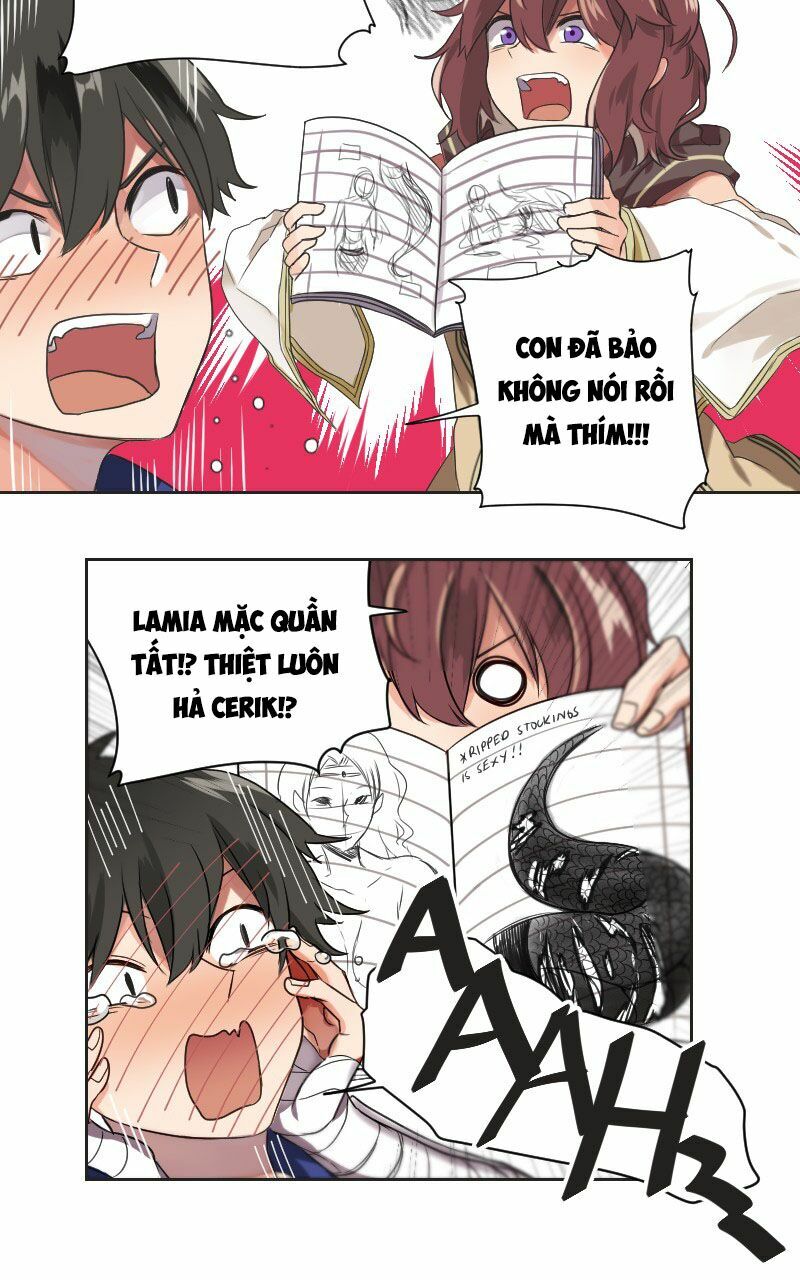 CON ĐÃ BẢO
KHÔNG NÓI RỒI
MÀ THÍM!!!
LAMIA MẶC QUẦN
TẤT!? THIỆT LUÔN
HẢ CERIK!?
*RIPPED STOCKINGS
IS SEXY!!
AAAAHHH